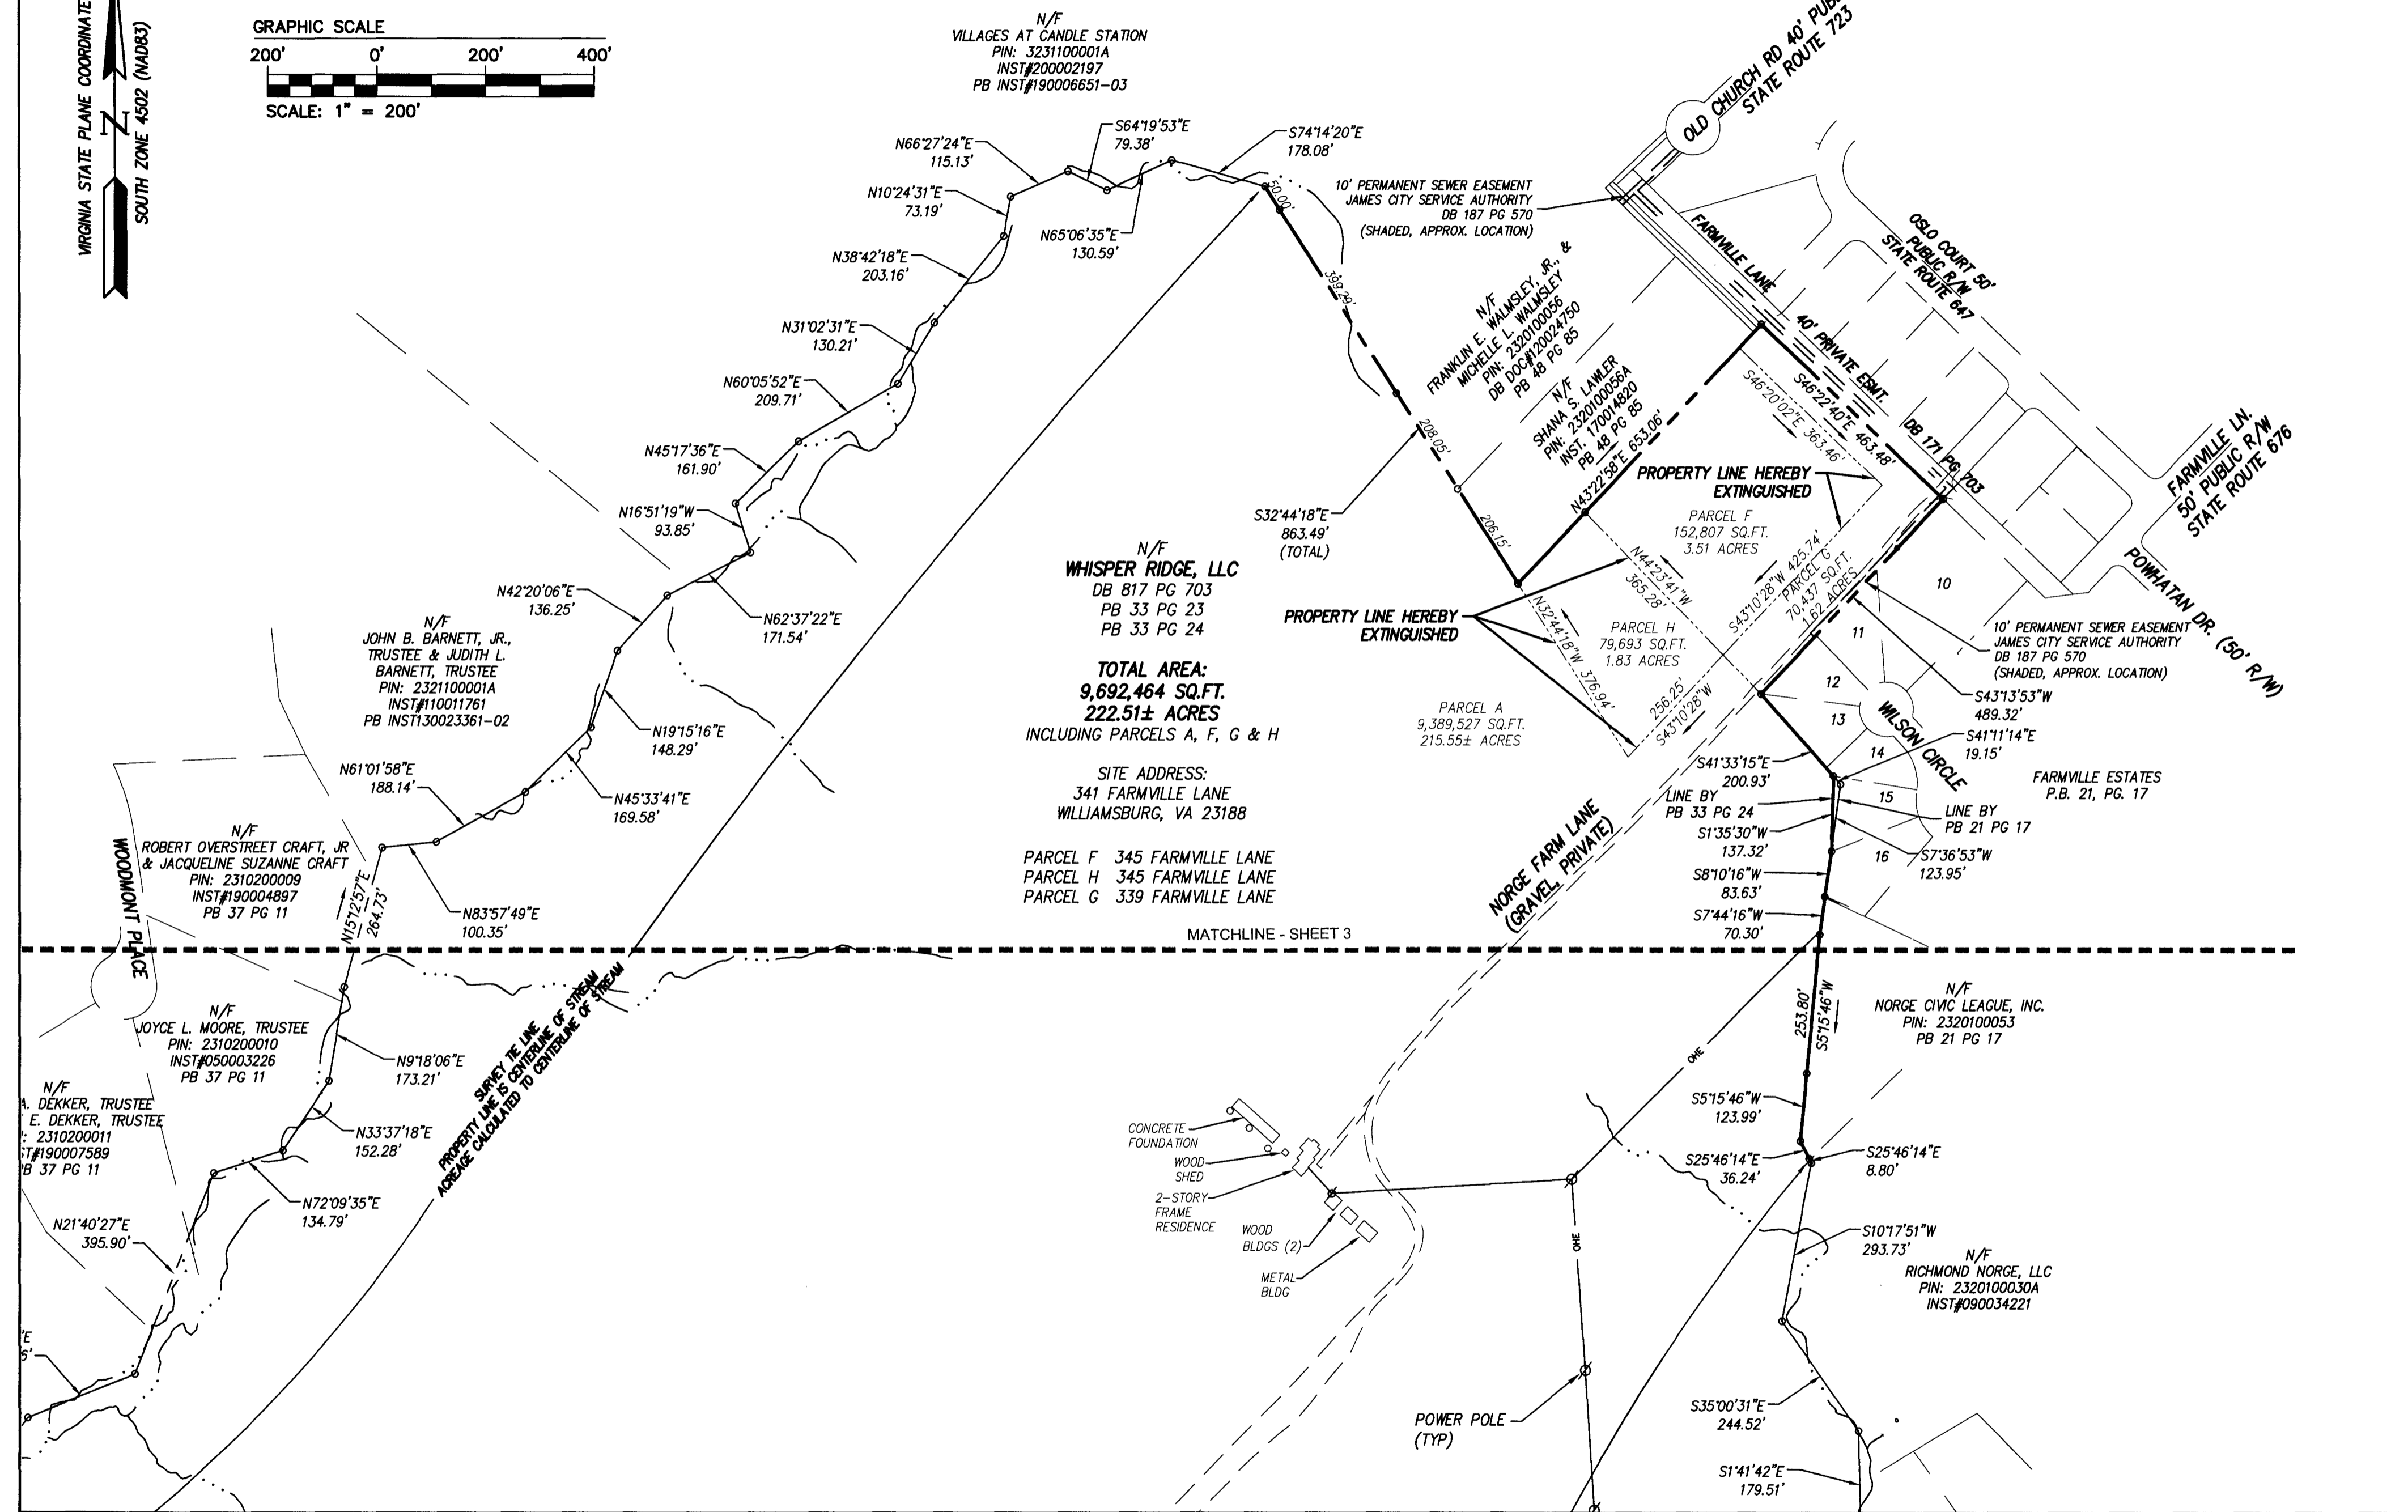 VIRGINIA STATE PLANE COORDINATE
SOUTH ZONE 4502 (NAD83)
N
GRAPHIC SCALE
200' 0' 200' 400'
SCALE: 1" = 200'
N/F
VILLAGES AT CANDLE STATION
PIN: 3231100001A
INST#200002197
PB INST#190006651-03
OLD CHURCH RD 40' PUBL
STATE ROUTE 723
S64°19'53"E
79.38'
N66°27'24"E
115.13'
S74°14'20"E
178.08'
N10°24'31"E
73.19'
N65°06'35"E
130.59'
50.00'
10' PERMANENT SEWER EASEMENT
JAMES CITY SERVICE AUTHORITY
DB 187 PG 570
(SHADED, APPROX. LOCATION)
N38°42'18"E
203.16'
399.29'
FARMVILLE LANE
OSLO COURT 50'
PUBLIC R/W
STATE ROUTE 647
N31°02'31"E
130.21'
N/F
FRANKLIN E. WALMSLEY, JR., &
MICHELLE L. WALMSLEY
PIN: 2320100056
DB DOC#120024750
PB 48 PG 85
40' PRIVATE ESMT.
DB 171 PG 703
N60°05'52"E
209.71'
N/F
SHANA S. LAWLER
PIN: 2320100056A
INST. 170014820
PB 48 PG 85
N43°22'58"E 653.06'
S46°20'02"E 363.46'
S46°22'40"E 463.48'
FARMVILLE LN.
50' PUBLIC R/W
STATE ROUTE 676
N45°17'36"E
161.90'
208.05'
PROPERTY LINE HEREBY
EXTINGUISHED
N16°51'19"W
93.85'
S32°44'18"E
863.49'
(TOTAL)
206.15'
PARCEL F
152,807 SQ.FT.
3.51 ACRES
N/F
WHISPER RIDGE, LLC
DB 817 PG 703
PB 33 PG 23
PB 33 PG 24
N44°23'41"W
365.28'
S43°10'28"W 425.74'
PARCEL G
70,437 SQ.FT.
1.62 ACRES
10
POWHATAN DR. (50' R/W)
N42°20'06"E
136.25'
N62°37'22"E
171.54'
PROPERTY LINE HEREBY
EXTINGUISHED
N32°44'18"W 376.94'
PARCEL H
79,693 SQ.FT.
1.83 ACRES
11
10' PERMANENT SEWER EASEMENT
JAMES CITY SERVICE AUTHORITY
DB 187 PG 570
(SHADED, APPROX. LOCATION)
N/F
JOHN B. BARNETT, JR.,
TRUSTEE & JUDITH L.
BARNETT, TRUSTEE
PIN: 2321100001A
INST#110011761
PB INST130023361-02
TOTAL AREA:
9,692,464 SQ.FT.
222.51± ACRES
INCLUDING PARCELS A, F, G & H
PARCEL A
9,389,527 SQ.FT.
215.55± ACRES
256.25'
S43°10'28"W
12
13
14
15
16
WILSON CIRCLE
S43°13'53"W
489.32'
S41°11'14"E
19.15'
N19°15'16"E
148.29'
S41°33'15"E
200.93'
N61°01'58"E
188.14'
N45°33'41"E
169.58'
SITE ADDRESS:
341 FARMVILLE LANE
WILLIAMSBURG, VA 23188
FARMVILLE ESTATES
P.B. 21, PG. 17
LINE BY
PB 33 PG 24
LINE BY
PB 21 PG 17
S1°35'30"W
137.32'
S7°36'53"W
123.95'
WOODMONT PLACE
N/F
ROBERT OVERSTREET CRAFT, JR
& JACQUELINE SUZANNE CRAFT
PIN: 2310200009
INST#190004897
PB 37 PG 11
PARCEL F 345 FARMVILLE LANE
PARCEL H 345 FARMVILLE LANE
PARCEL G 339 FARMVILLE LANE
NORGE FARM LANE
(GRAVEL, PRIVATE)
S8°10'16"W
83.63'
N15°12'57"E
264.73'
N83°57'49"E
100.35'
S7°44'16"W
70.30'
MATCHLINE - SHEET 3
SURVEY TIE LINE
PROPERTY LINE IS CENTERLINE OF STREAM
ACREAGE CALCULATED TO CENTERLINE OF STREAM
253.80'
S5°15'46"W
N/F
NORGE CIVIC LEAGUE, INC.
PIN: 2320100053
PB 21 PG 17
N/F
JOYCE L. MOORE, TRUSTEE
PIN: 2310200010
INST#050003226
PB 37 PG 11
N9°18'06"E
173.21'
OHE
N/F
A. DEKKER, TRUSTEE
E. DEKKER, TRUSTEE
: 2310200011
ST#190007589
PB 37 PG 11
N33°37'18"E
152.28'
CONCRETE
FOUNDATION
WOOD
SHED
2-STORY
FRAME
RESIDENCE
WOOD
BLDGS (2)
METAL
BLDG
S5°15'46"W
123.99'
S25°46'14"E
36.24'
S25°46'14"E
8.80'
N72°09'35"E
134.79'
N21°40'27"E
395.90'
OHE
S10°17'51"W
293.73'
N/F
RICHMOND NORGE, LLC
PIN: 2320100030A
INST#090034221
'E
6'
POWER POLE
(TYP)
S35°00'31"E
244.52'
S1°41'42"E
179.51'